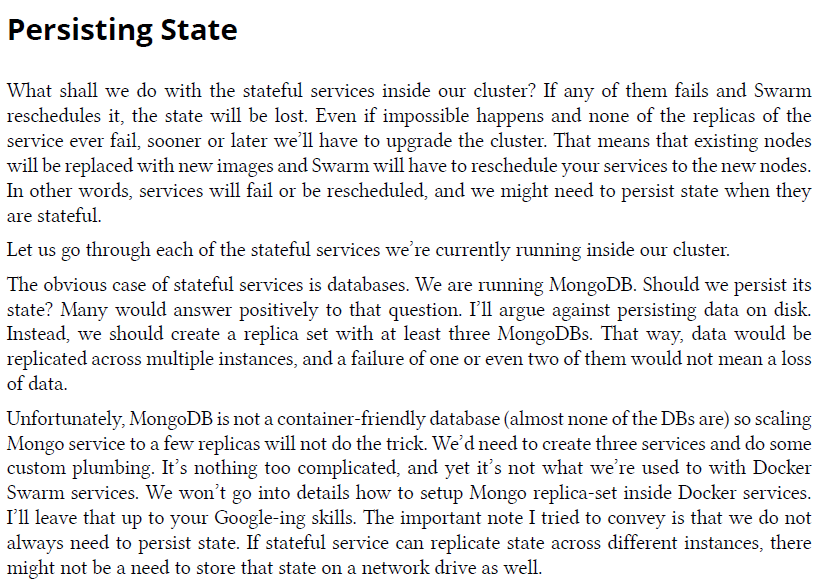 Persisting State
What shall we do with the stateful services inside our cluster? If any of them fails and Swarm
reschedules it, the state will be lost. Even if impossible happens and none of the replicas of the
service ever fail, sooner or later we’ll have to upgrade the cluster. That means that existing nodes
will be replaced with new images and Swarm will have to reschedule your services to the new nodes.
In other words, services will fail or be rescheduled, and we might need to persist state when they
are stateful.
Let us go through each of the stateful services we’re currently running inside our cluster.
The obvious case of stateful services is databases. We are running MongoDB. Should we persist its
state? Many would answer positively to that question. I’ll argue against persisting data on disk.
Instead, we should create a replica set with at least three MongoDBs. That way, data would be
replicated across multiple instances, and a failure of one or even two of them would not mean a loss
of data.
Unfortunately, MongoDB is not a container-friendly database (almost none of the DBs are) so scaling
Mongo service to a few replicas will not do the trick. We’d need to create three services and do some
custom plumbing. It’s nothing too complicated, and yet it’s not what we’re used to with Docker
Swarm services. We won’t go into details how to setup Mongo replica-set inside Docker services.
I’ll leave that up to your Google-ing skills. The important note I tried to convey is that we do not
always need to persist state. If stateful service can replicate state across different instances, there
might not be a need to store that state on a network drive as well.